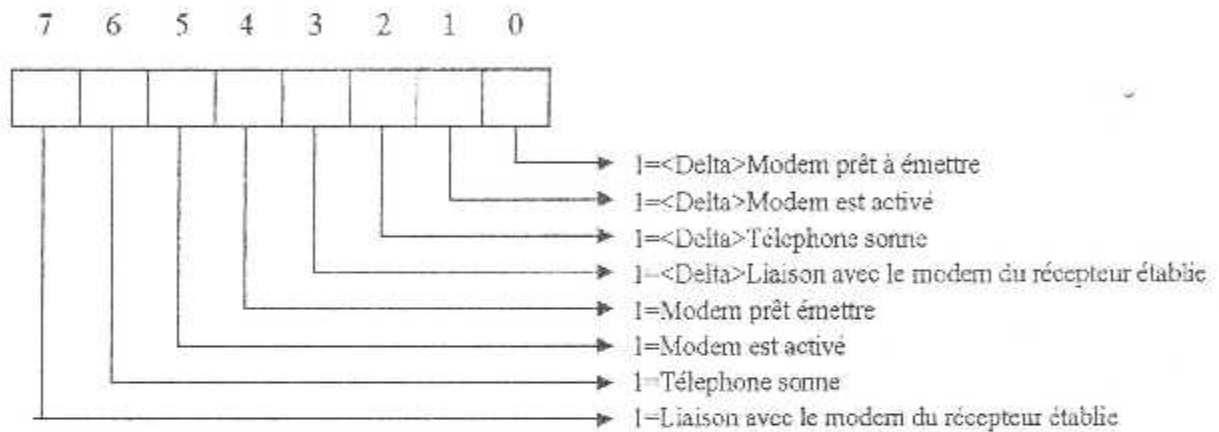 7 6 5 4 3 2 1 0
1=<Delta>Modem prêt à émettre
1=<Delta>Modem est activé
1=<Delta>Télephone sonne
1=<Delta>Liaison avec le modem du récepteur établie
1=Modem prêt émettre
1=Modem est activé
1=Télephone sonne
1=Liaison avec le modem du récepteur établie